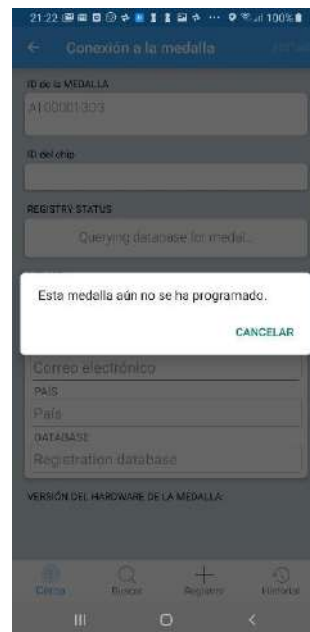 21:22
100%
Conexión a la medalla
ID de la MEDALLA
A100001303
ID del chip
REGISTRY STATUS
Querying database for medal...
Esta medalla aún no se ha programado.
CANCELAR
Correo electrónico
PAÍS
País
DATABASE
Registration database
VERSIÓN DEL HARDWARE DE LA MEDALLA:
Cerca Buscar Registrar Historial